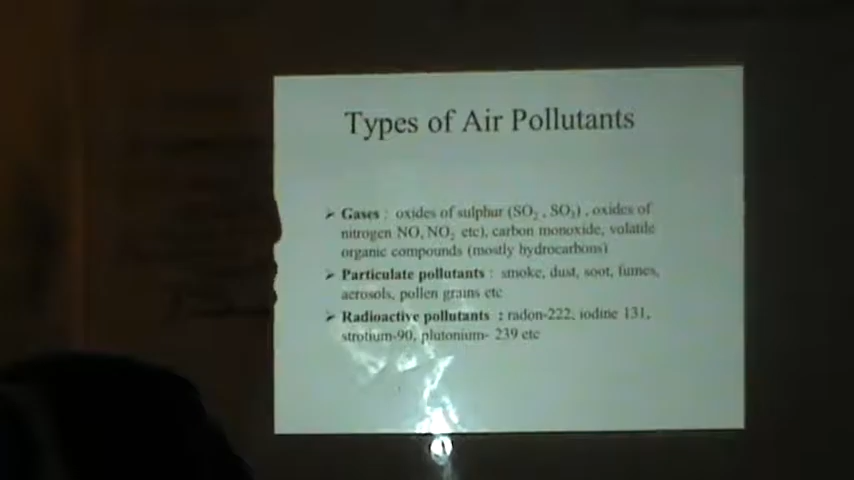 Types of Air Pollutants
➢ Gases : oxides of sulphur (SO₂ , SO₃) , oxides of
nitrogen NO, NO₂ etc), carbon monoxide, volatile
organic compounds (mostly hydrocarbons)
➢ Particulate pollutants : smoke, dust, soot, fumes,
aerosols, pollen grains etc
➢ Radioactive pollutants : radon-222, iodine 131,
strotium-90, plutonium- 239 etc